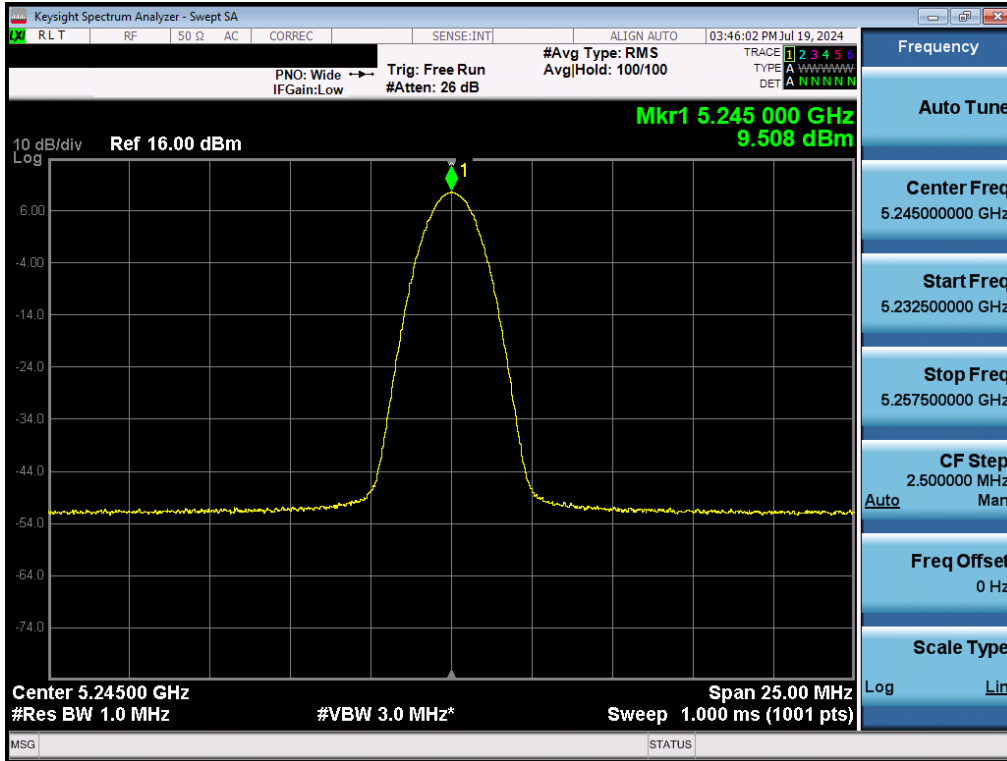 Keysight Spectrum Analyzer - Swept SA
LXI RLT RF 50 Ω AC CORREC SENSE:INT ALIGN AUTO 03:46:02 PM Jul 19, 2024
PNO: Wide
IFGain:Low
Trig: Free Run
#Atten: 26 dB
#Avg Type: RMS
Avg|Hold: 100/100
TRACE 1 2 3 4 5 6
TYPE A WWWWW
DET A N N N N N
Mkr1 5.245 000 GHz
9.508 dBm
10 dB/div Ref 16.00 dBm
Log
1
6.00
-4.00
-14.0
-24.0
-34.0
-44.0
-54.0
-64.0
-74.0
Center 5.24500 GHz Span 25.00 MHz
#Res BW 1.0 MHz #VBW 3.0 MHz* Sweep 1.000 ms (1001 pts)
MSG STATUS
Frequency
Auto Tune
Center Freq
5.245000000 GHz
Start Freq
5.232500000 GHz
Stop Freq
5.257500000 GHz
CF Step
2.500000 MHz
Auto Man
Freq Offset
0 Hz
Scale Type
Log Lin